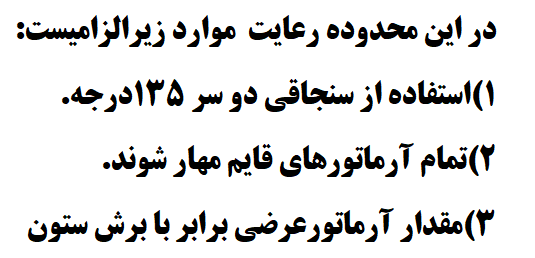 در این محدوده رعایت موارد زیرالزامیست:
۱)استفاده از سنجاقی دو سر ۱۳۵درجه.
۲)تمام آرماتورهای قایم مهار شوند.
۳)مقدار آرماتورعرضی برابر با برش ستون